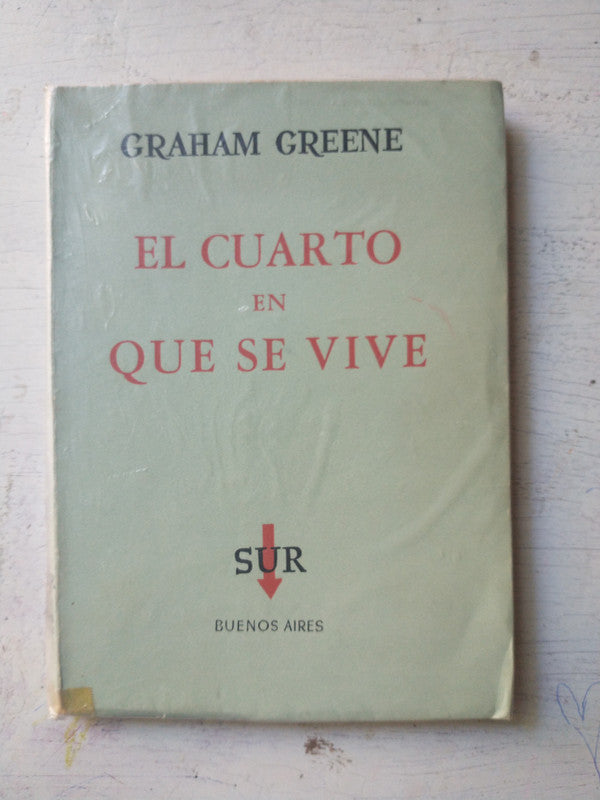 GRAHAM GREENE
EL CUARTO
EN
QUE SE VIVE
SUR
BUENOS AIRES